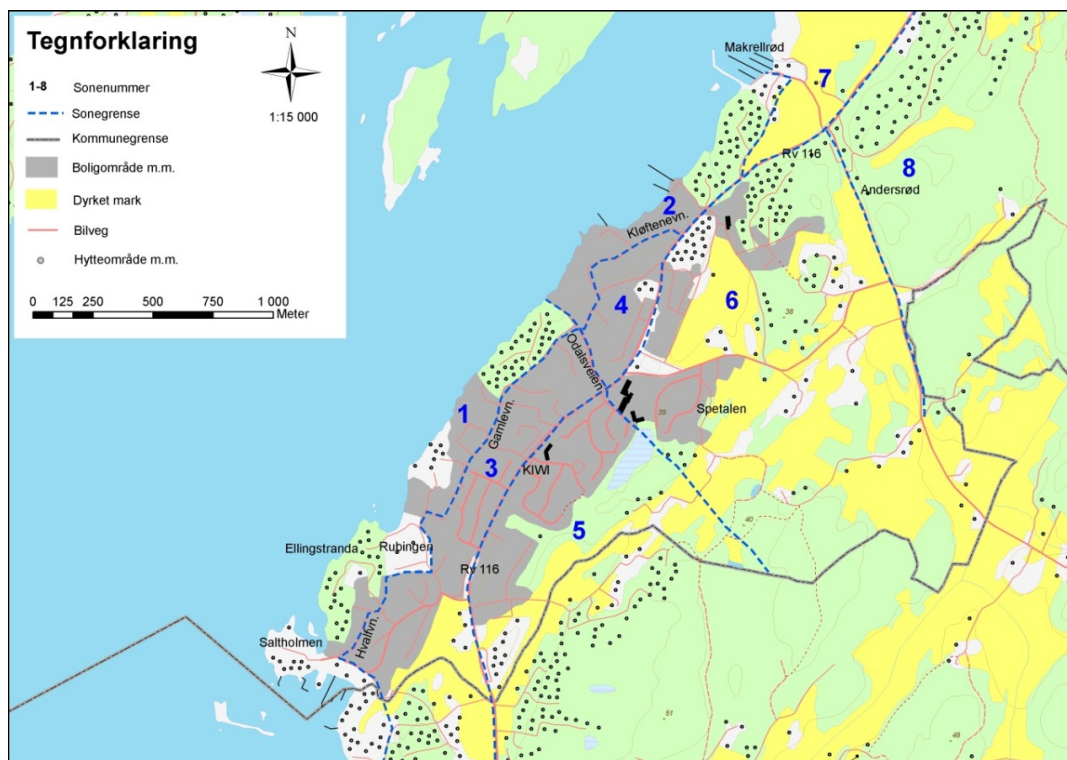 Tegnforklaring
N
1:15 000
1-8 Sonenummer
Sonegrense
Kommunegrense
Boligområde m.m.
Dyrket mark
Bilveg
Hytteområde m.m.
0 125 250 500 750 1 000
Meter
Makrellrød
7
Rv 116
8
Andersrød
2
Kløftenevn.
4
6
38
Odalsveien
1
Gamlevn.
39
Spetalen
3
KIWI
5
40
Ellingstranda
Rubingen
Rv 116
Hvalfvn.
Saltholmen
51
48